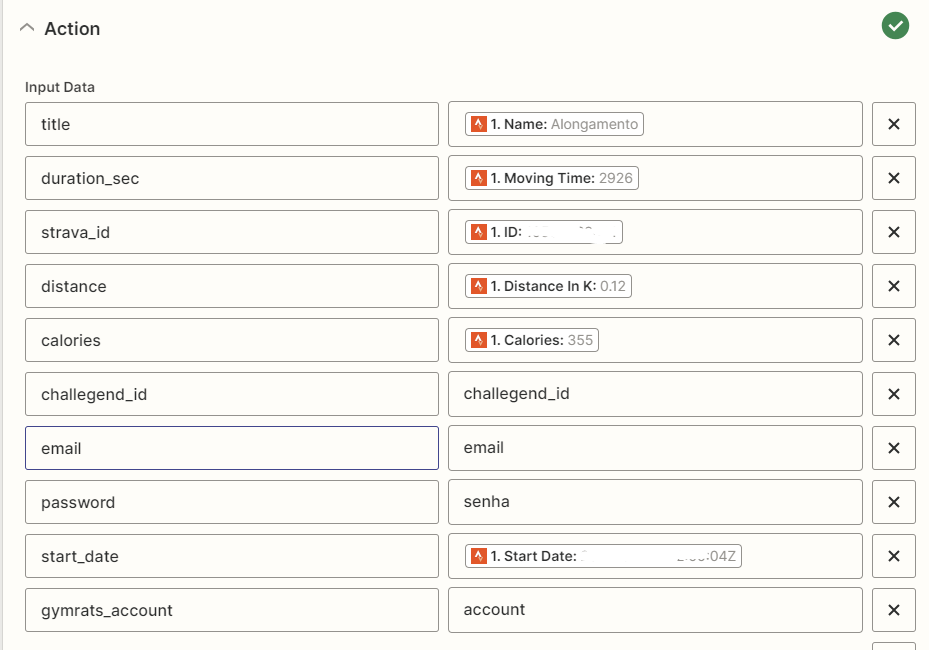 Action
Input Data
title 1. Name: Alongamento
duration_sec 1. Moving Time: 2926
strava_id 1. ID:
distance 1. Distance In K: 0.12
calories 1. Calories: 355
challegend_id challegend_id
email email
password senha
start_date 1. Start Date: :04Z
gymrats_account account